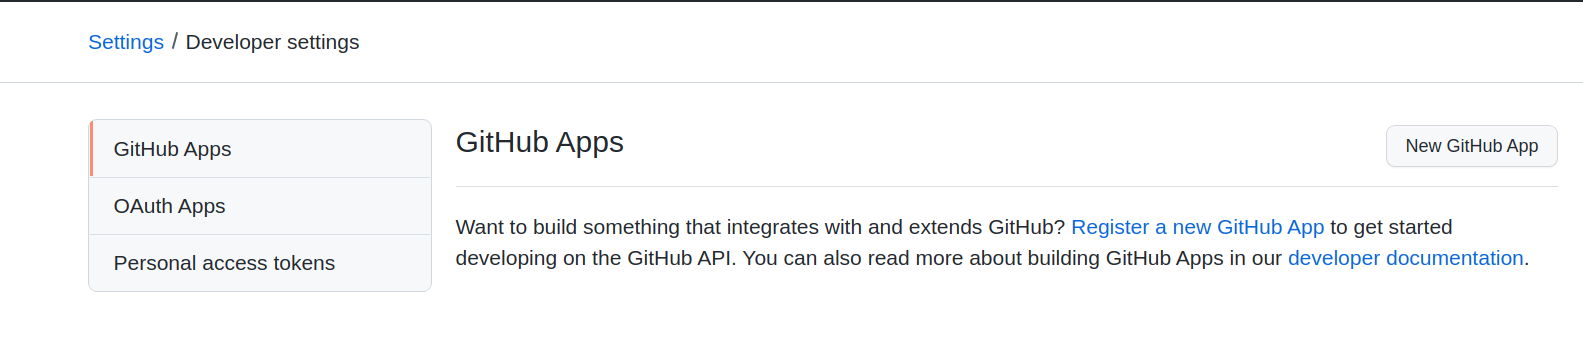 Settings / Developer settings
GitHub Apps
OAuth Apps
Personal access tokens
GitHub Apps
New GitHub App
Want to build something that integrates with and extends GitHub? Register a new GitHub App to get started
developing on the GitHub API. You can also read more about building GitHub Apps in our developer documentation.